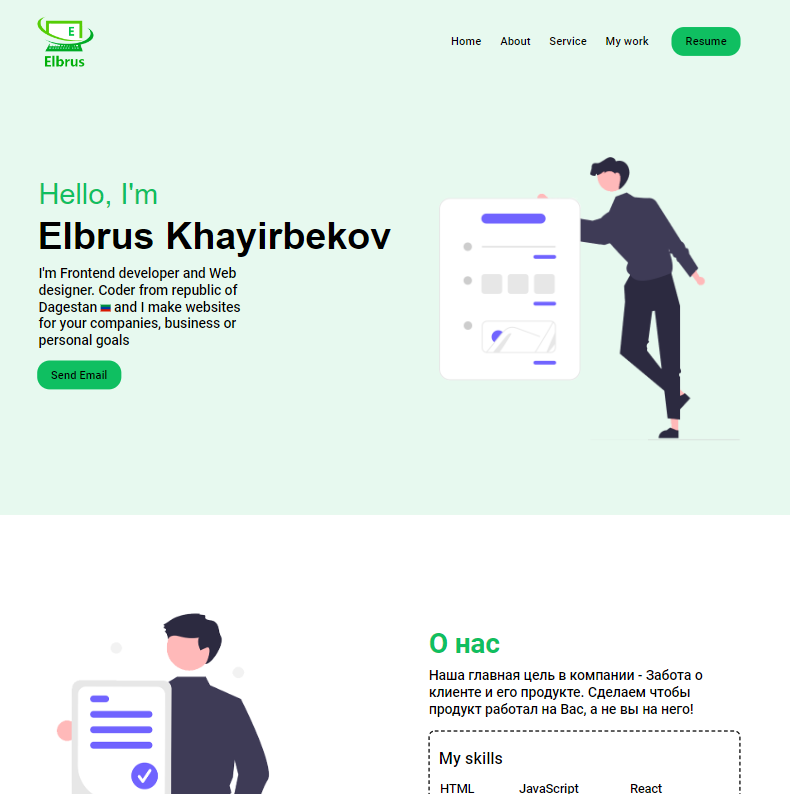 E
Elbrus
Home About Service My work Resume
Hello, I'm
Elbrus Khayirbekov
I'm Frontend developer and Web
designer. Coder from republic of
Dagestan and I make websites
for your companies, business or
personal goals
Send Email
О нас
Наша главная цель в компании - Забота о
клиенте и его продукте. Сделаем чтобы
продукт работал на Вас, а не вы на него!
My skills
HTML JavaScript React